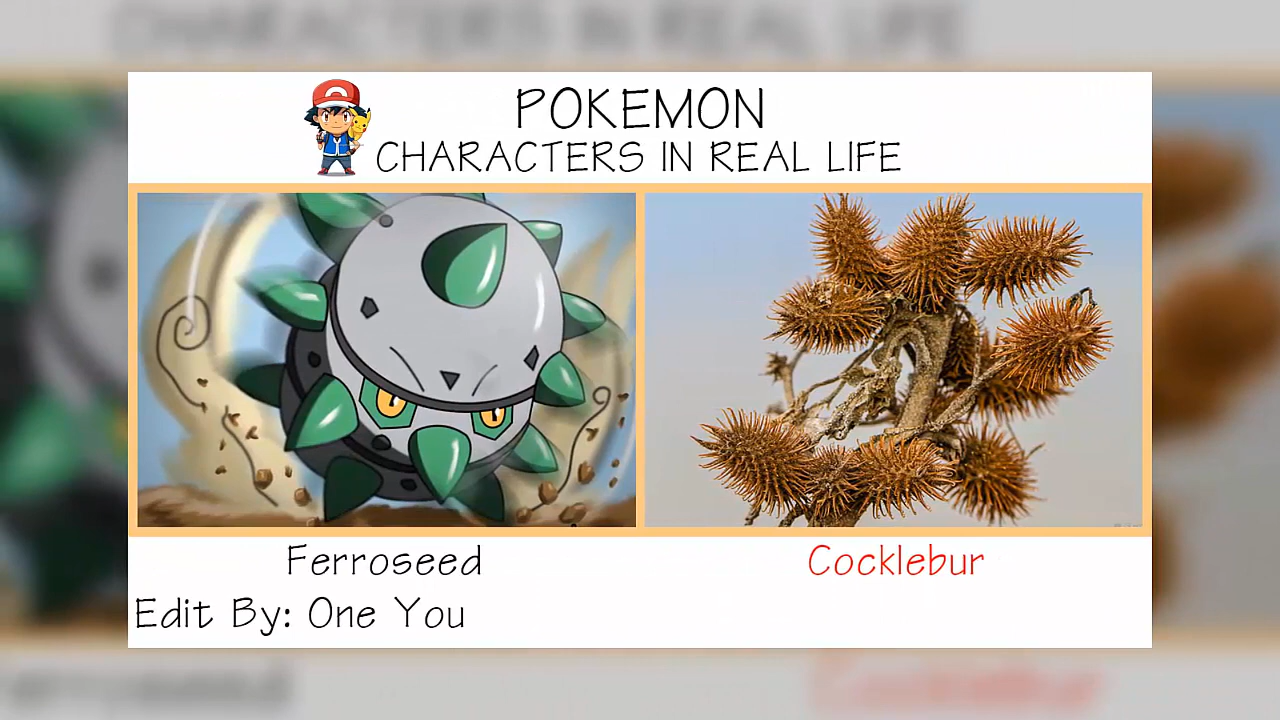 POKEMON
CHARACTERS IN REAL LIFE
Ferroseed
Cocklebur
Edit By: One You